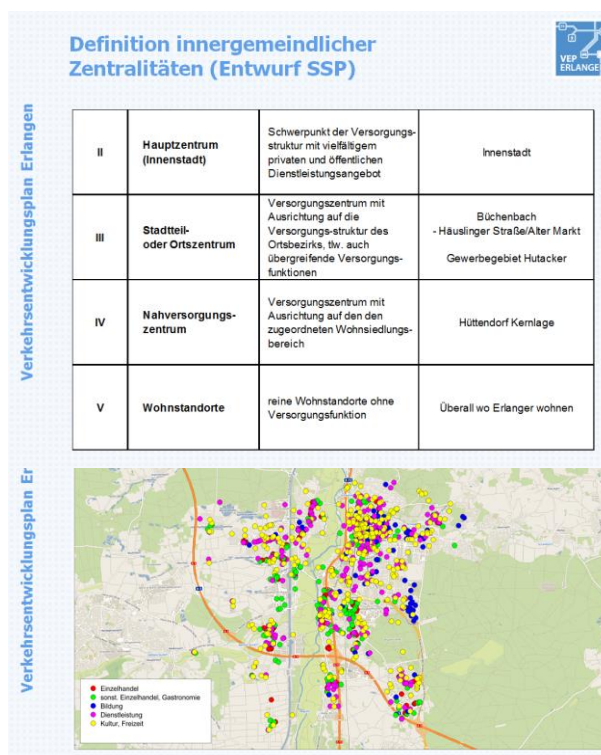 Definition innergemeindlicher
Zentralitäten (Entwurf SSP)
VEP
ERLANGEN
Verkehrsentwicklungsplan Erlangen
II
Hauptzentrum
(Innenstadt)
Schwerpunkt der Versorgungs-
struktur mit vielfältigem
privaten und öffentlichen
Dienstleistungsangebot
Innenstadt
III
Stadtteil-
oder Ortszentrum
Versorgungszentrum mit
Ausrichtung auf die
Versorgungs-struktur des
Ortsbezirks, tlw. auch
übergreifende Versorgungs-
funktionen
Büchenbach
- Häuslinger Straße/Alter Markt
Gewerbegebiet Hutacker
IV
Nahversorgungs-
zentrum
Versorgungszentrum mit
Ausrichtung auf den den
zugeordneten Wohnsiedlungs-
bereich
Hüttendorf Kernlage
V
Wohnstandorte
reine Wohnstandorte ohne
Versorgungsfunktion
Überall wo Erlanger wohnen
Verkehrsentwicklungsplan Er
Einzelhandel
sonst. Einzelhandel, Gastronomie
Bildung
Dienstleistung
Kultur, Freizeit